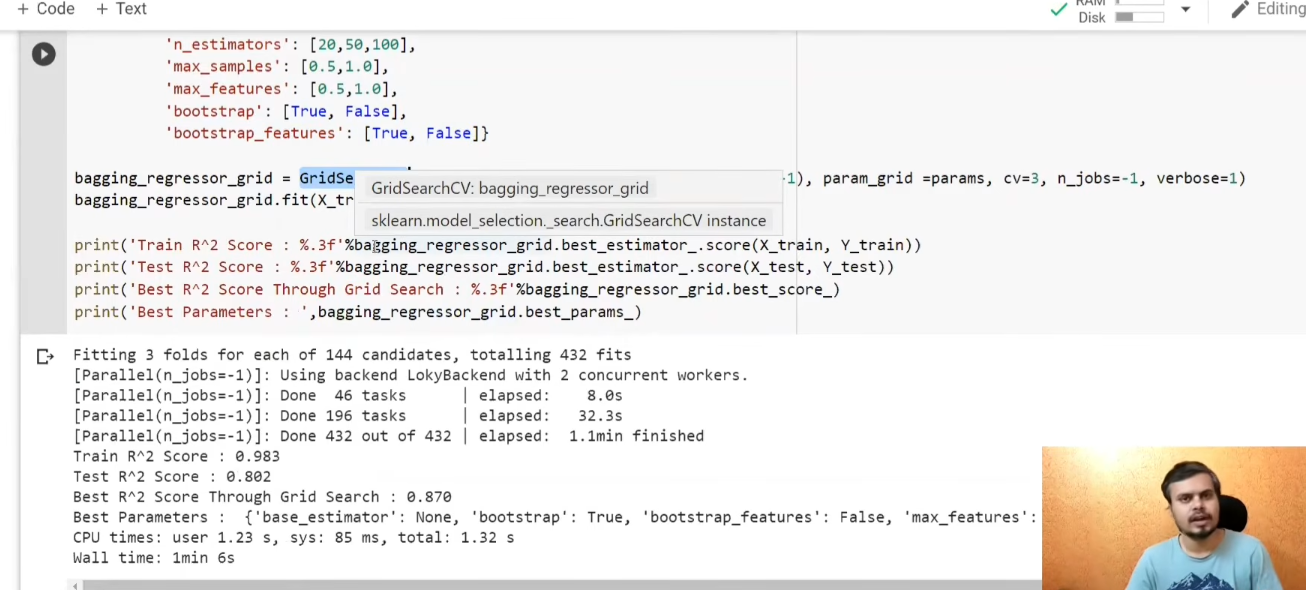 + Code + Text
RAM
Disk
Editing
'n_estimators': [20,50,100],
'max_samples': [0.5,1.0],
'max_features': [0.5,1.0],
'bootstrap': [True, False],
'bootstrap_features': [True, False]}
bagging_regressor_grid = GridSe 1), param_grid =params, cv=3, n_jobs=-1, verbose=1)
GridSearchCV: bagging_regressor_grid
bagging_regressor_grid.fit(X_tr
sklearn.model_selection._search.GridSearchCV instance
print('Train R^2 Score : %.3f'%bagging_regressor_grid.best_estimator_.score(X_train, Y_train))
print('Test R^2 Score : %.3f'%bagging_regressor_grid.best_estimator_.score(X_test, Y_test))
print('Best R^2 Score Through Grid Search : %.3f'%bagging_regressor_grid.best_score_)
print('Best Parameters : ',bagging_regressor_grid.best_params_)
Fitting 3 folds for each of 144 candidates, totalling 432 fits
[Parallel(n_jobs=-1)]: Using backend LokyBackend with 2 concurrent workers.
[Parallel(n_jobs=-1)]: Done 46 tasks | elapsed: 8.0s
[Parallel(n_jobs=-1)]: Done 196 tasks | elapsed: 32.3s
[Parallel(n_jobs=-1)]: Done 432 out of 432 | elapsed: 1.1min finished
Train R^2 Score : 0.983
Test R^2 Score : 0.802
Best R^2 Score Through Grid Search : 0.870
Best Parameters : {'base_estimator': None, 'bootstrap': True, 'bootstrap_features': False, 'max_features':
CPU times: user 1.23 s, sys: 85 ms, total: 1.32 s
Wall time: 1min 6s